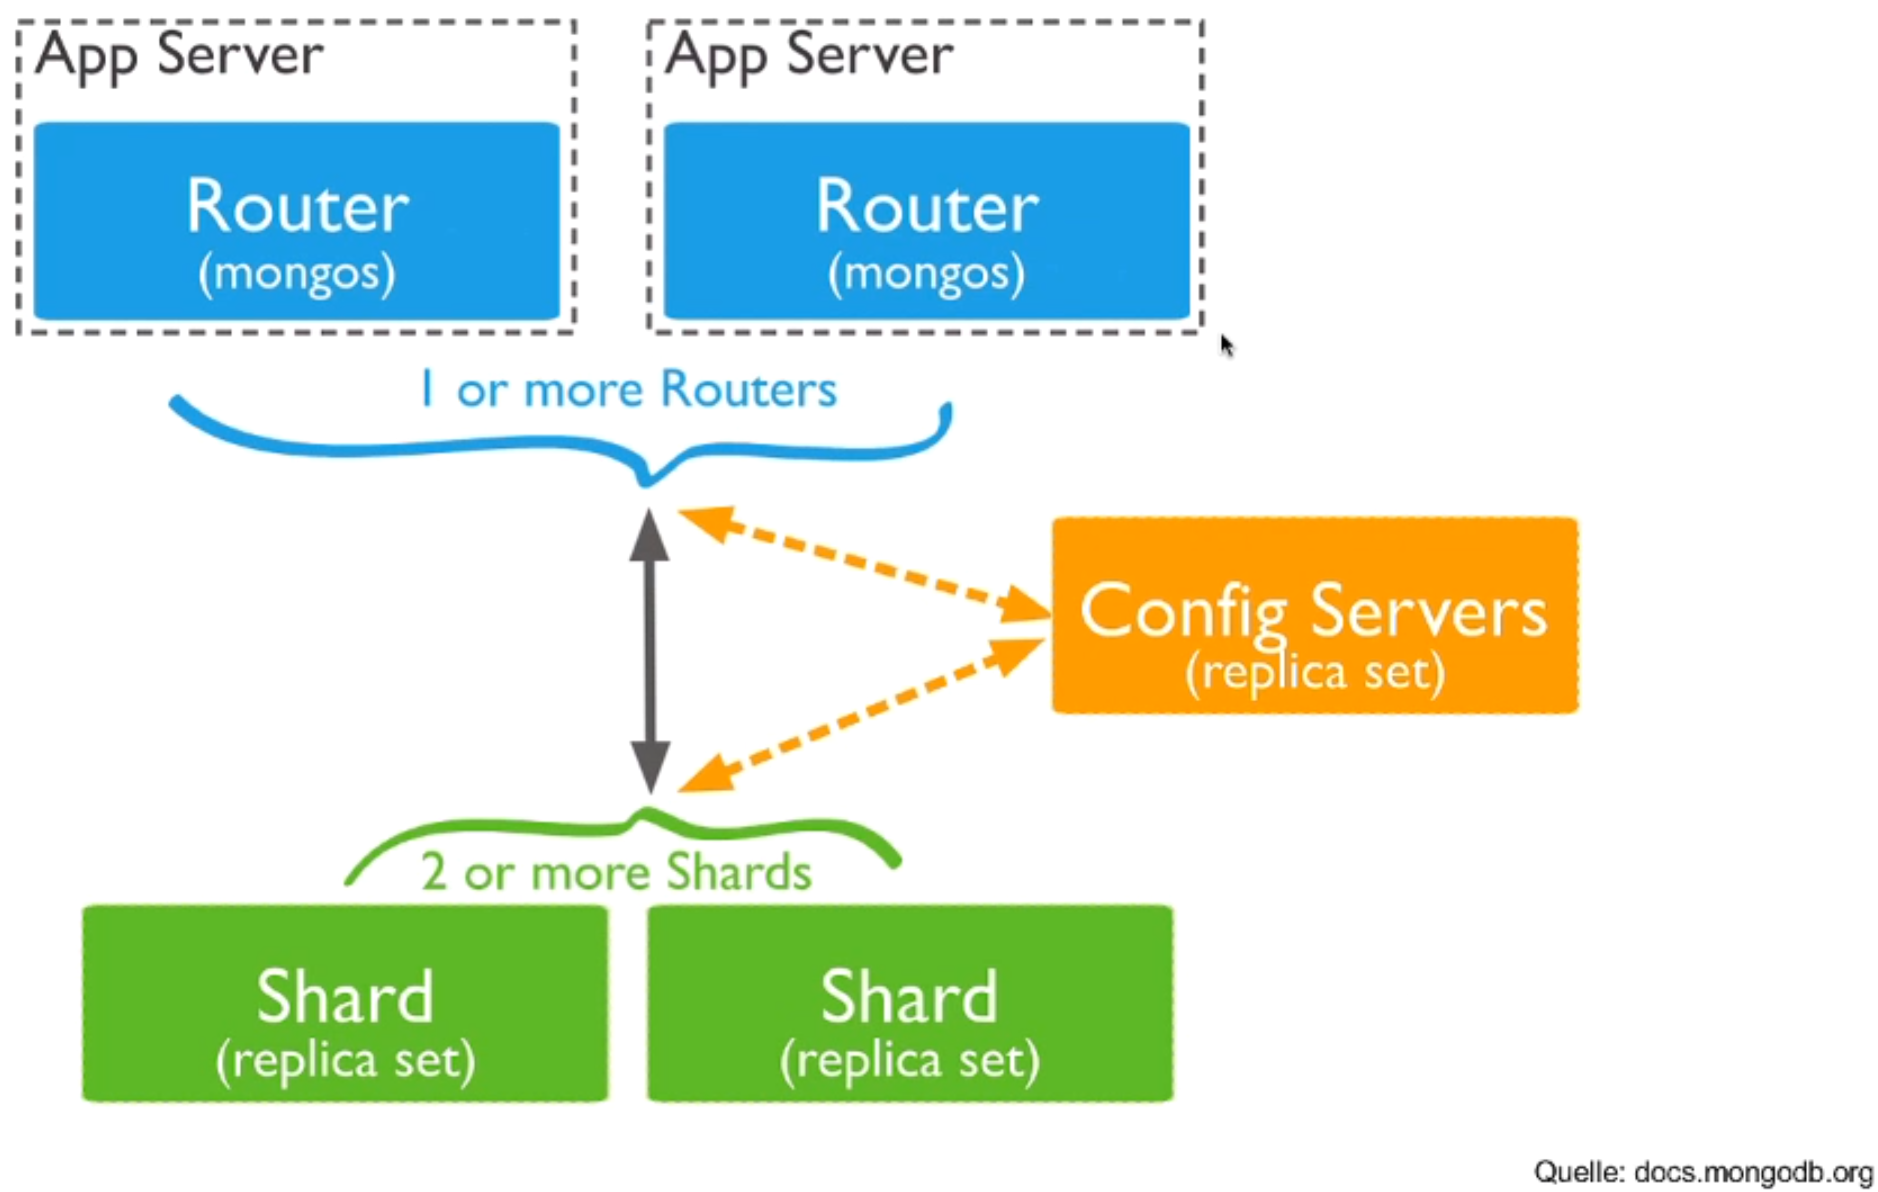 App Server
Router
(mongos)
App Server
Router
(mongos)
1 or more Routers
Config Servers
(replica set)
2 or more Shards
Shard
(replica set)
Shard
(replica set)
Quelle: docs.mongodb.org